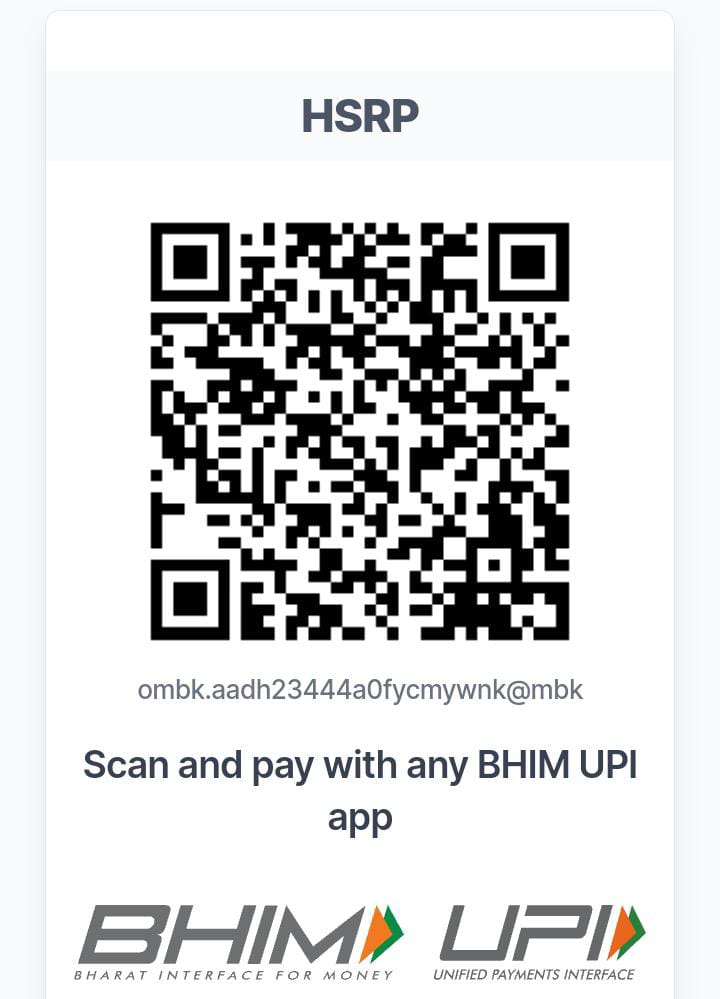 HSRP
ombk.aadh23444a0fycmywnk@mbk
Scan and pay with any BHIM UPI
app
BHIM UPI
BHARAT INTERFACE FOR MONEY UNIFIED PAYMENTS INTERFACE